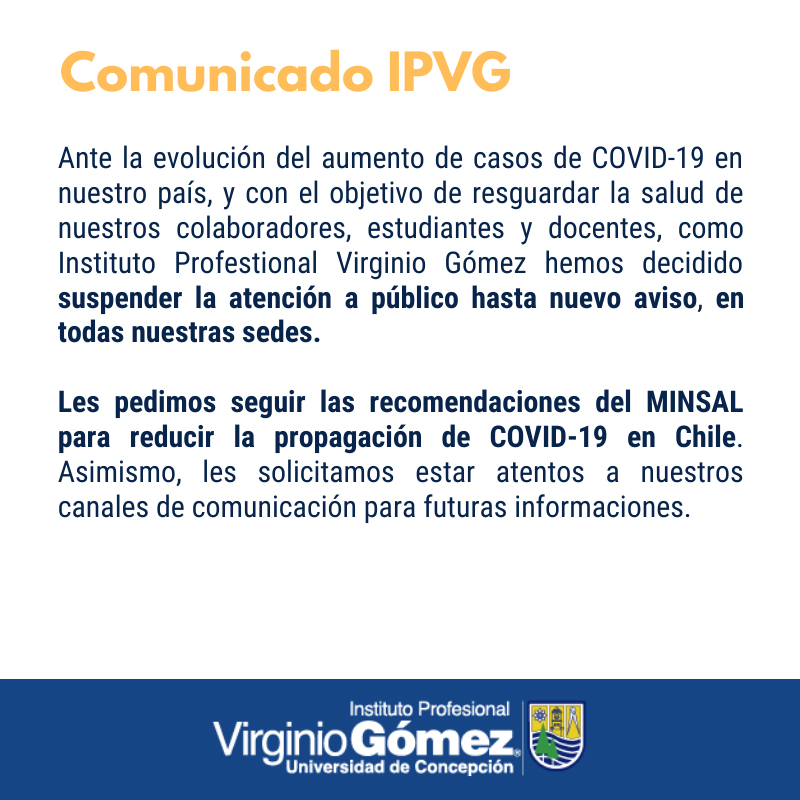 Comunicado IPVG
Ante la evolución del aumento de casos de COVID-19 en
nuestro país, y con el objetivo de resguardar la salud de
nuestros colaboradores, estudiantes y docentes, como
Instituto Profestional Virginio Gómez hemos decidido
suspender la atención a público hasta nuevo aviso, en
todas nuestras sedes.
Les pedimos seguir las recomendaciones del MINSAL
para reducir la propagación de COVID-19 en Chile.
Asimismo, les solicitamos estar atentos a nuestros
canales de comunicación para futuras informaciones.
Instituto Profesional
Virginio Gómez®
Universidad de Concepción